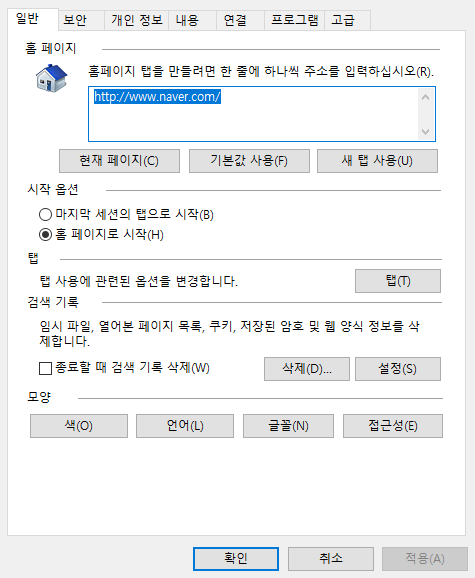 일반 보안 개인 정보 내용 연결 프로그램 고급
홈 페이지
홈페이지 탭을 만들려면 한 줄에 하나씩 주소를 입력하십시오(R).
http://www.naver.com/
현재 페이지(C) 기본값 사용(F) 새 탭 사용(U)
시작 옵션
마지막 세션의 탭으로 시작(B)
홈 페이지로 시작(H)
탭
탭 사용에 관련된 옵션을 변경합니다. 탭(T)
검색 기록
임시 파일, 열어본 페이지 목록, 쿠키, 저장된 암호 및 웹 양식 정보를 삭
제합니다.
종료할 때 검색 기록 삭제(W) 삭제(D)... 설정(S)
모양
색(O) 언어(L) 글꼴(N) 접근성(E)
확인 취소 적용(A)